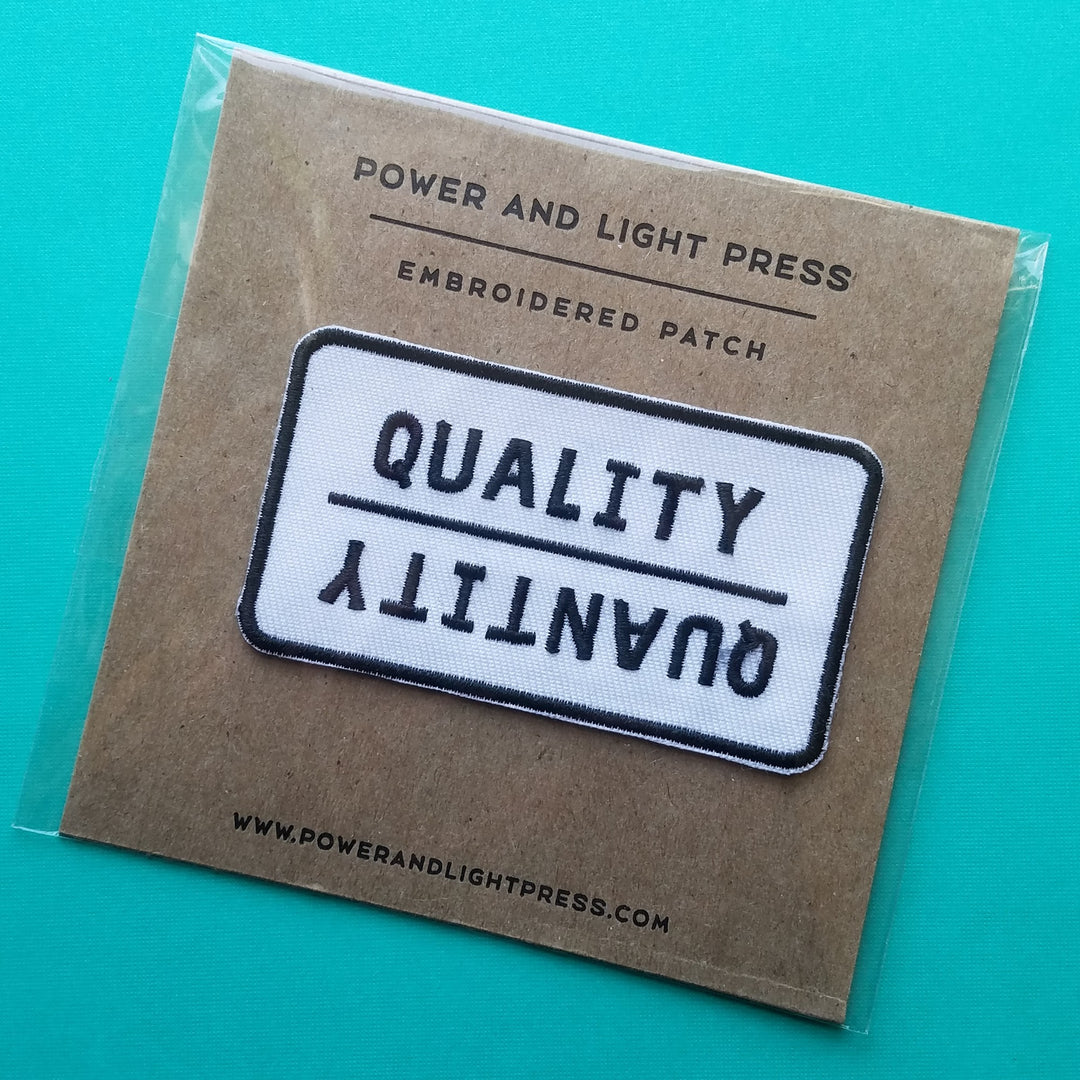 POWER AND LIGHT PRESS
EMBROIDERED PATCH
QUALITY
QUANTITY
WWW.POWERANDLIGHTPRESS.COM